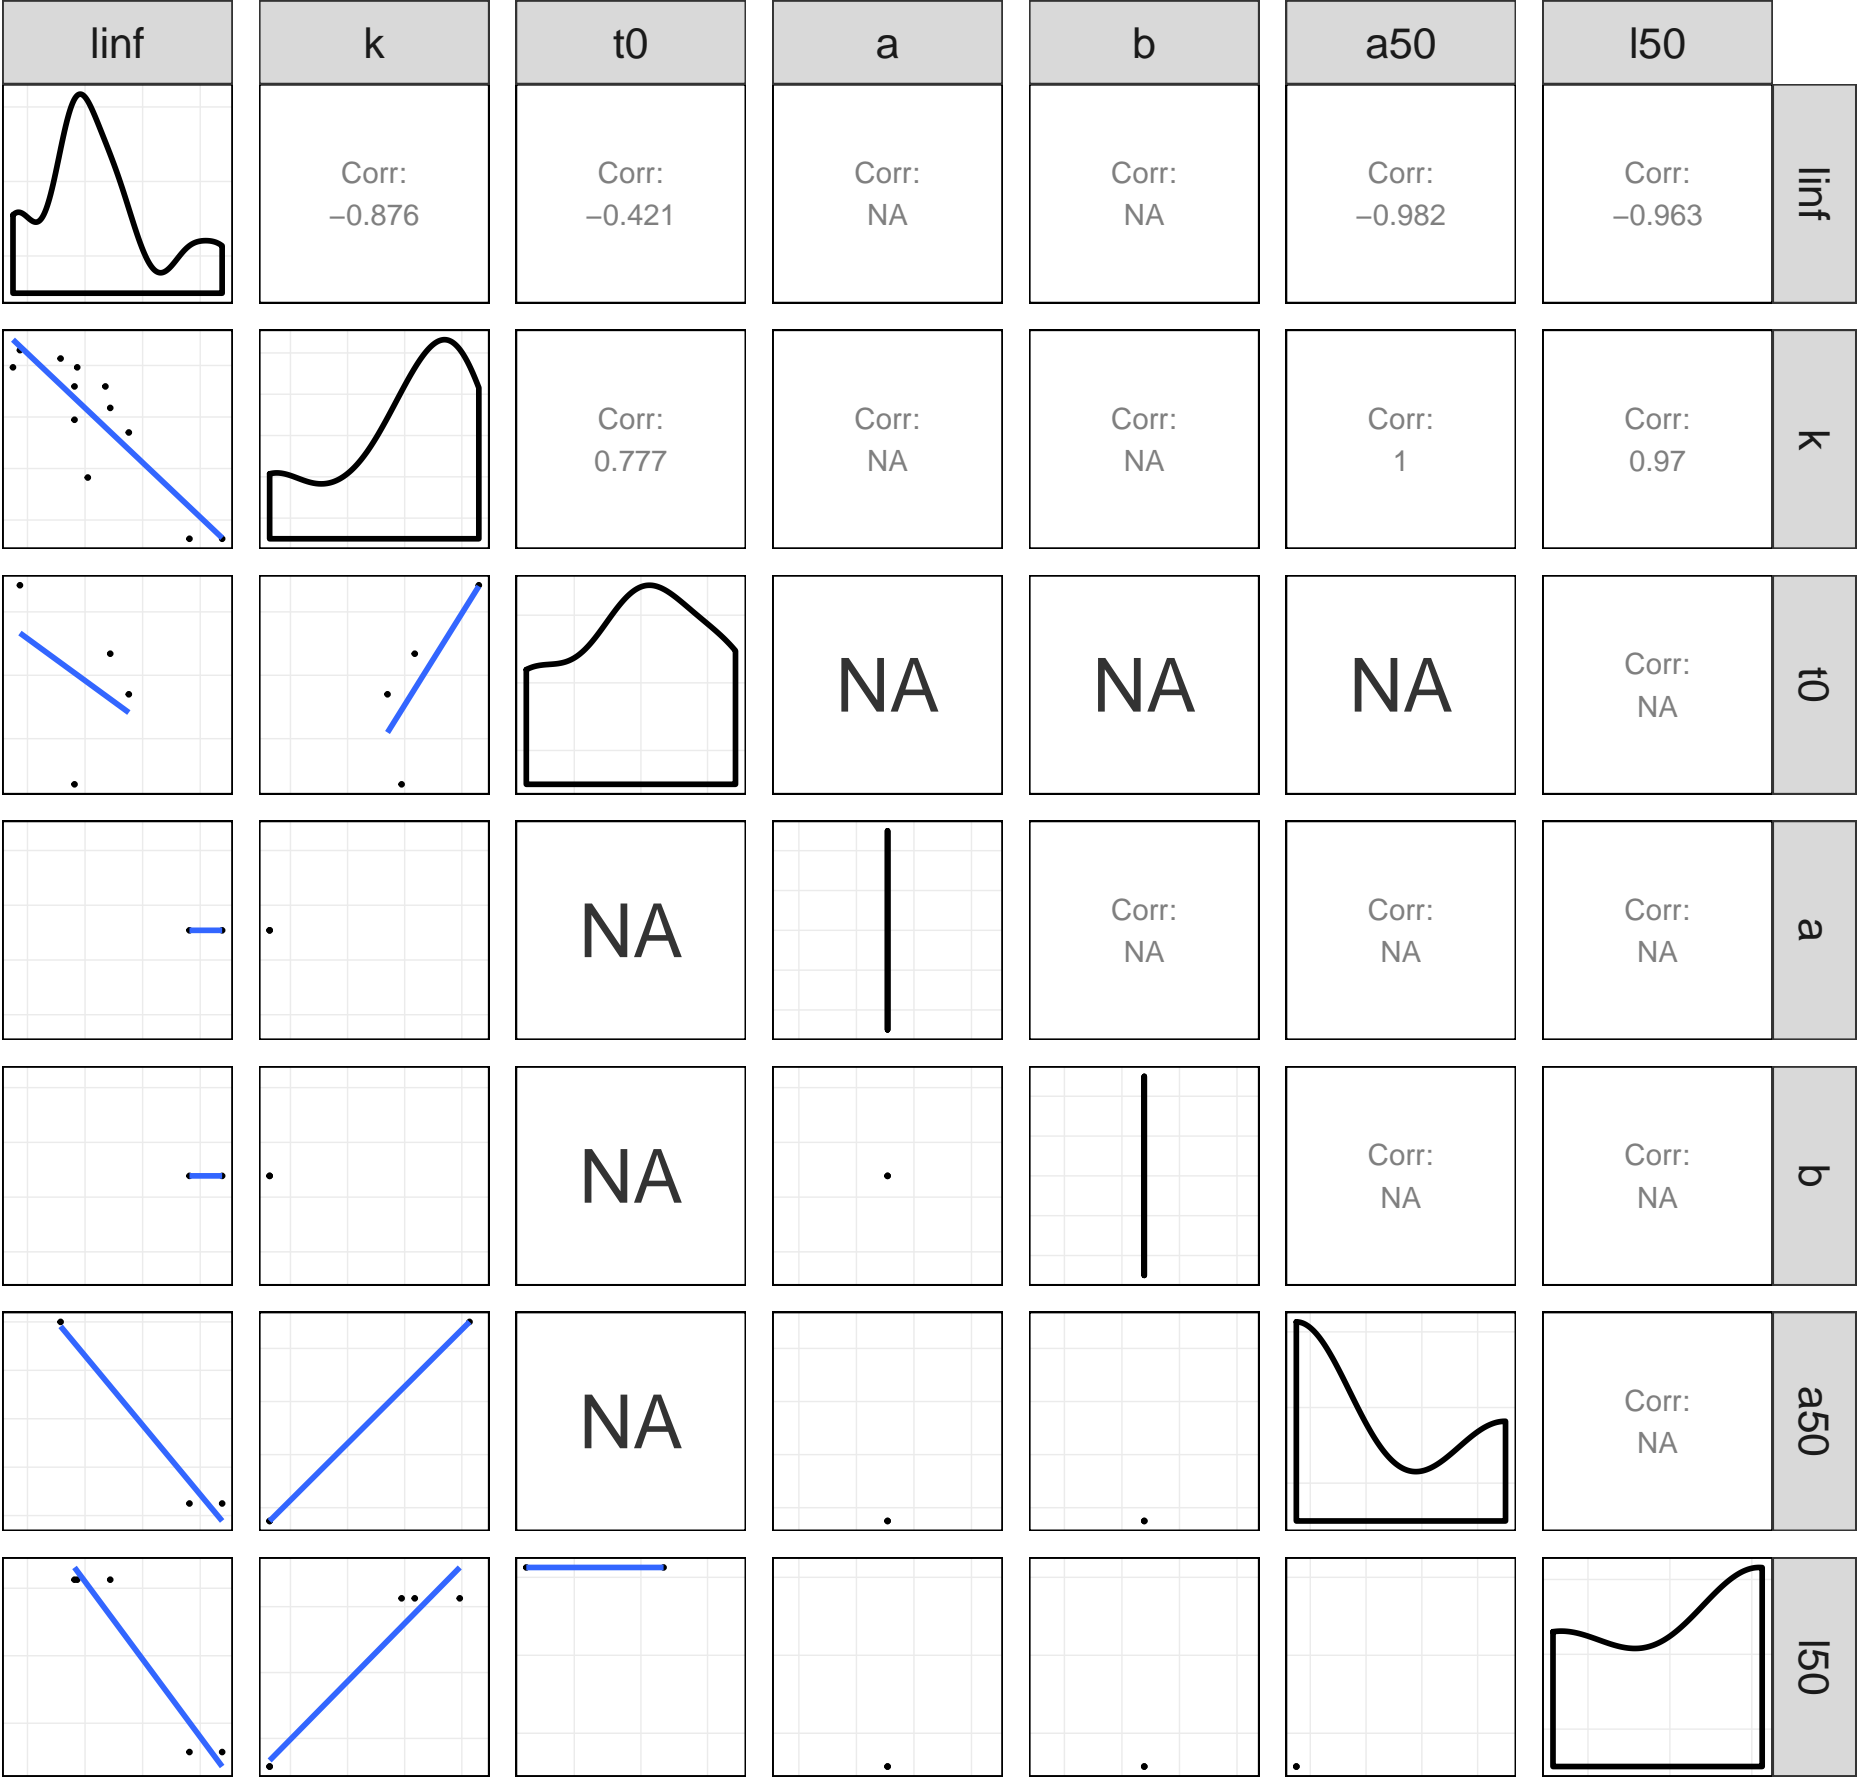 linf k t0 a b a50 l50
Corr: Corr: Corr: Corr: Corr: Corr:
−0.876 −0.421 NA NA −0.982 −0.963
linf
Corr: Corr: Corr: Corr: Corr:
0.777 NA NA 1 0.97
k
NA NA NA
Corr:
NA
t0
NA
Corr: Corr: Corr:
NA NA NA
a
NA
Corr: Corr:
NA NA
b
NA
Corr:
NA
a50
l50